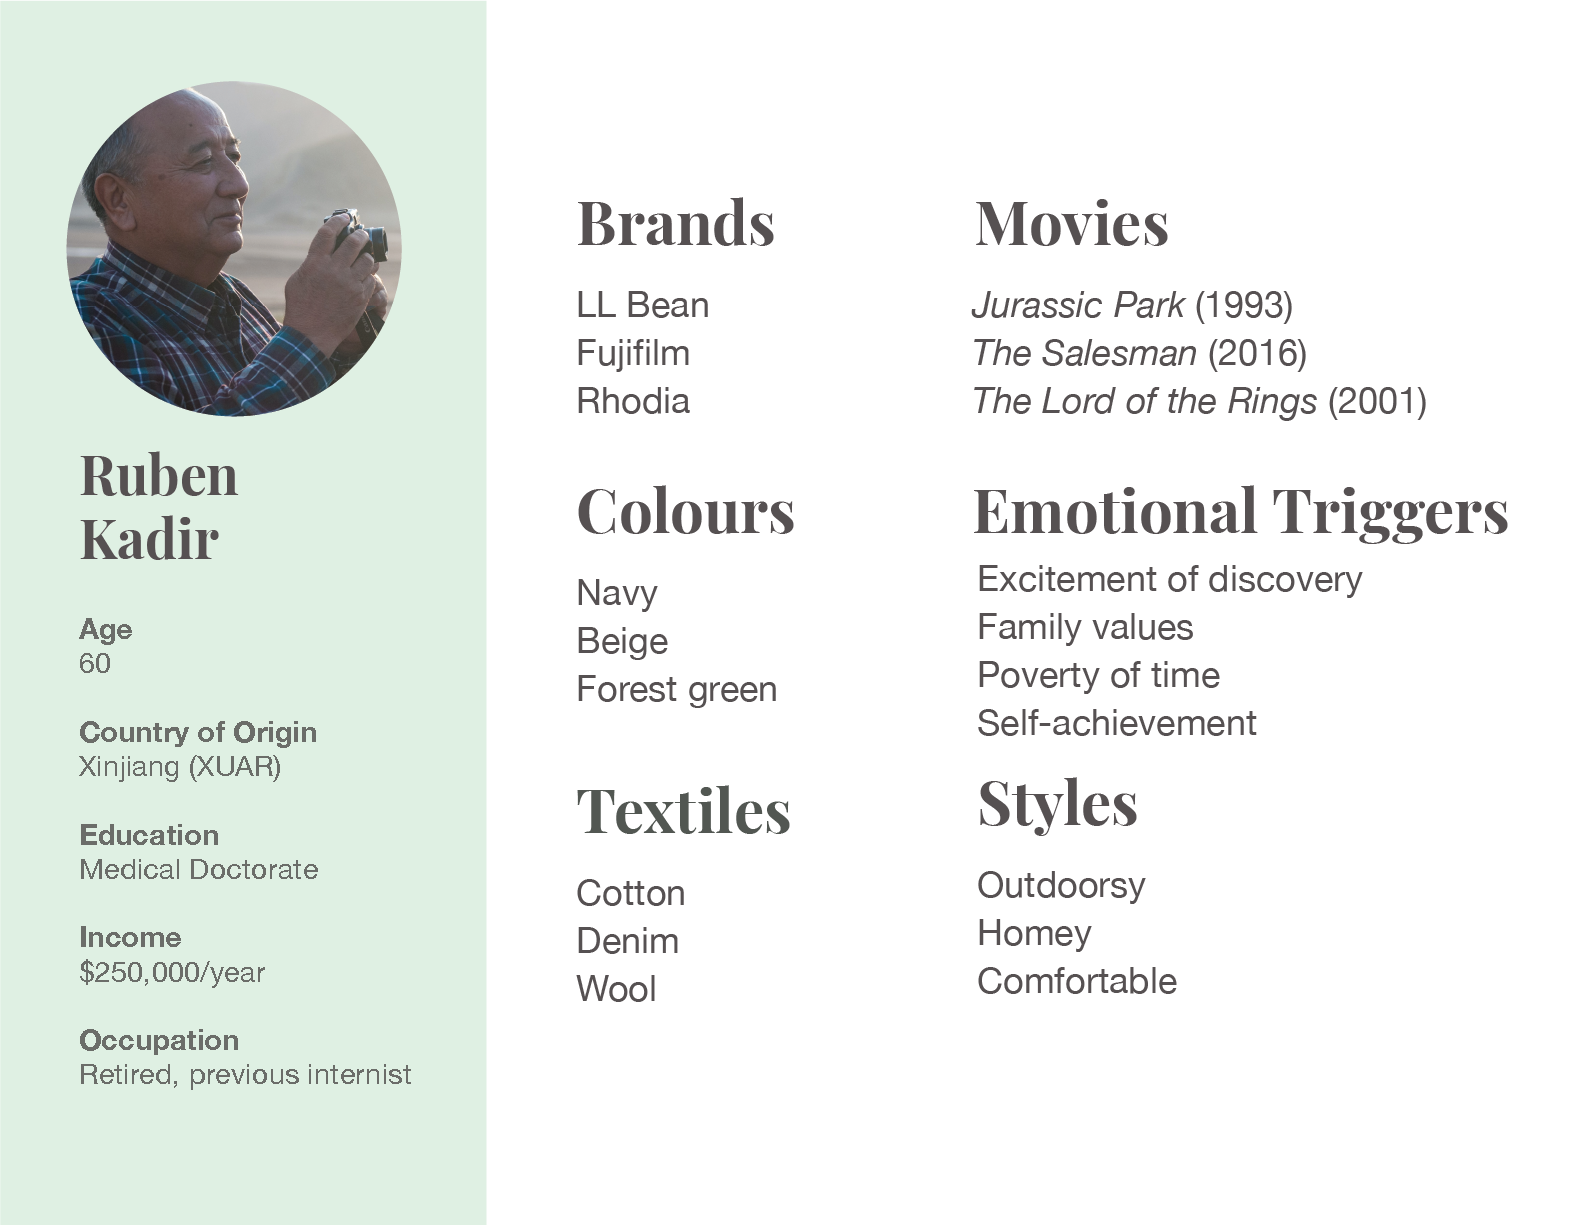 Ruben
Kadir
Age
60
Country of Origin
Xinjiang (XUAR)
Education
Medical Doctorate
Income
$250,000/year
Occupation
Retired, previous internist
Brands
LL Bean
Fujifilm
Rhodia
Colours
Navy
Beige
Forest green
Textiles
Cotton
Denim
Wool
Movies
Jurassic Park (1993)
The Salesman (2016)
The Lord of the Rings (2001)
Emotional Triggers
Excitement of discovery
Family values
Poverty of time
Self-achievement
Styles
Outdoorsy
Homey
Comfortable